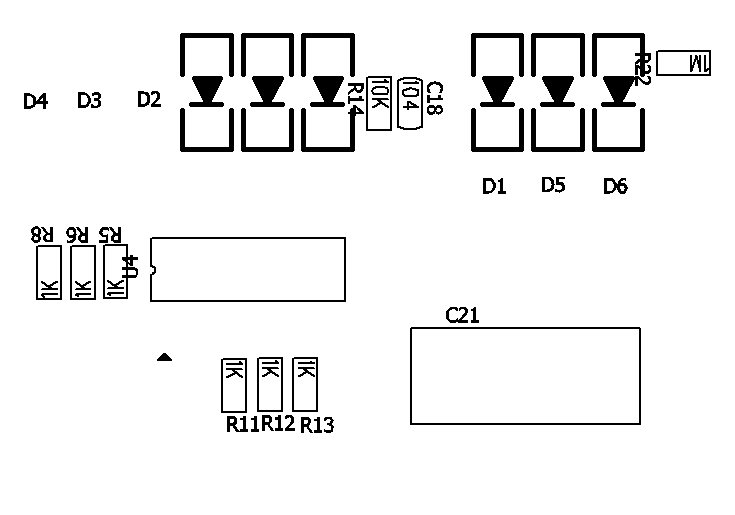 D4 D3 D2 R14 10K 104 C18 R22 1M
D1 D5 D6
R8 R6 R5
1K 1K 1K U4
C21
1K 1K 1K
R11 R12 R13